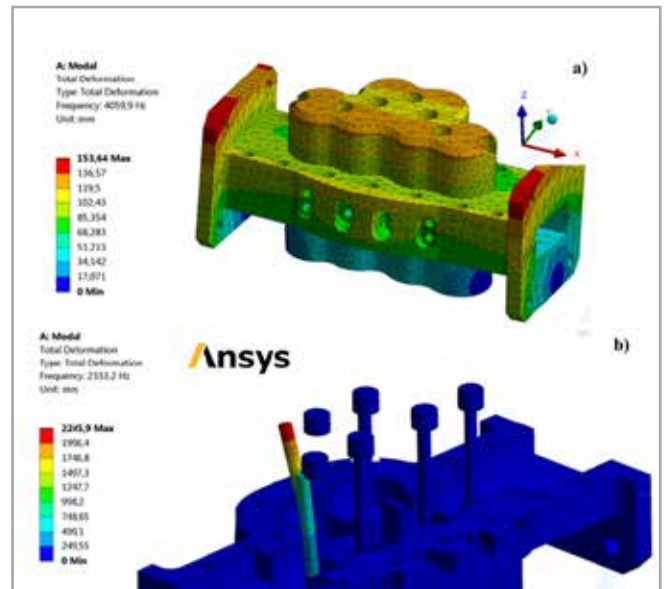 a)
A: Modal
Total Deformation
Type: Total Deformation
Frequency: 4059,9 Hz
Unit: mm
153,64 Max
136,57
119,5
102,43
85,354
68,283
51,213
34,142
17,071
0 Min
Z
X
b)
A: Modal
Total Deformation
Type: Total Deformation
Frequency: 2333,2 Hz
Unit: mm
Ansys
2245,9 Max
1996,4
1746,8
1497,3
1247,7
998,2
748,65
499,1
249,55
0 Min